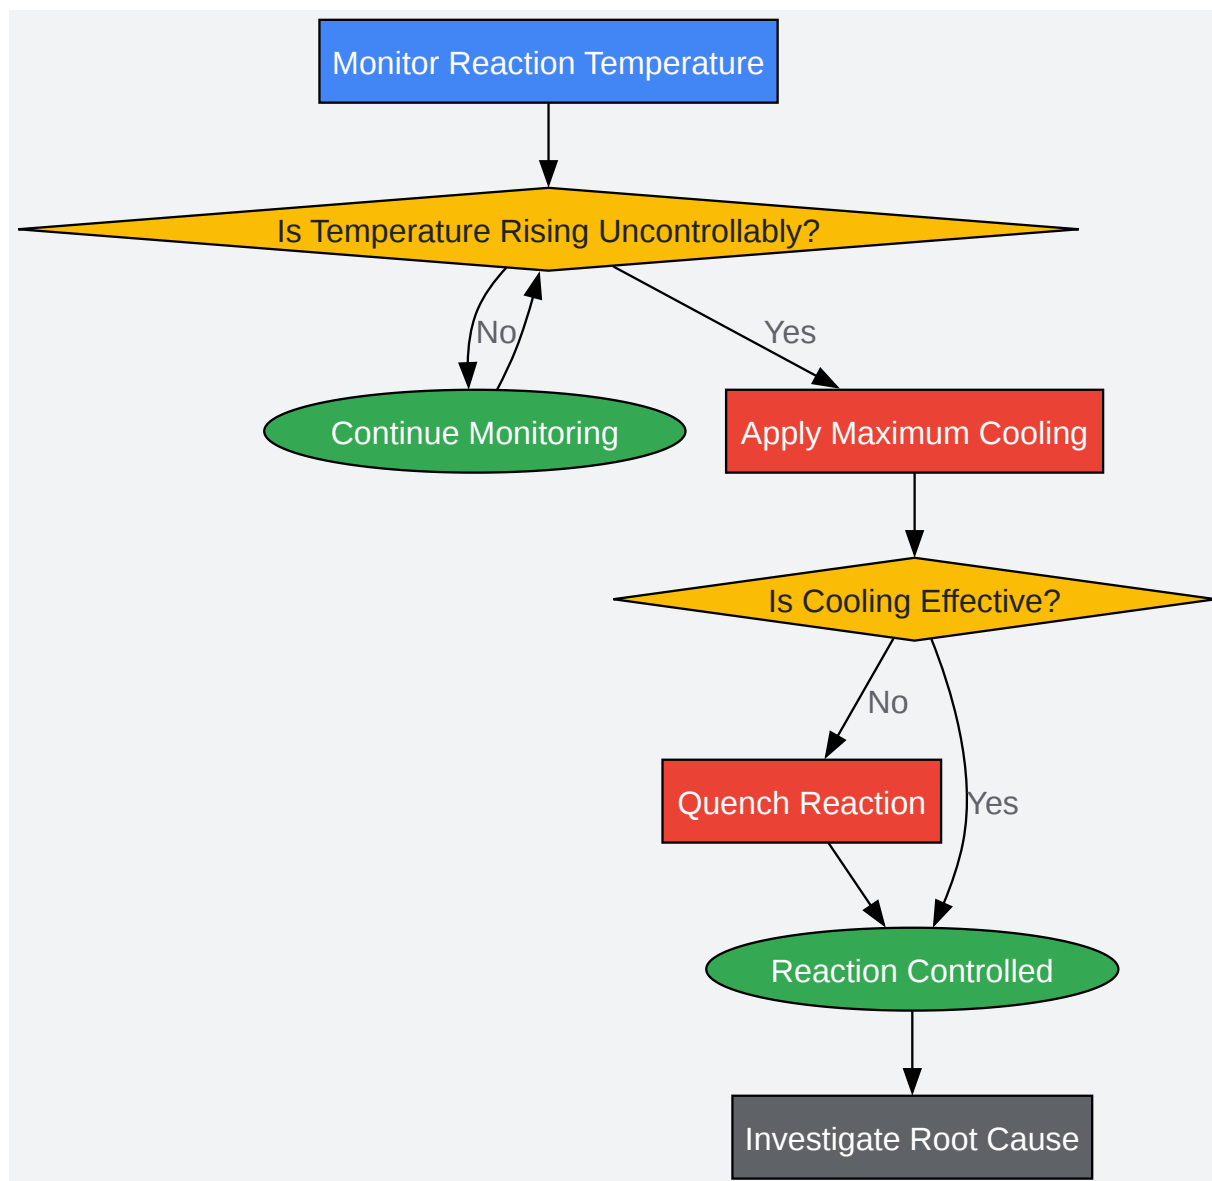 Monitor Reaction Temperature
Is Temperature Rising Uncontrollably?
No
Yes
Continue Monitoring
Apply Maximum Cooling
Is Cooling Effective?
No
Quench Reaction
Yes
Reaction Controlled
Investigate Root Cause